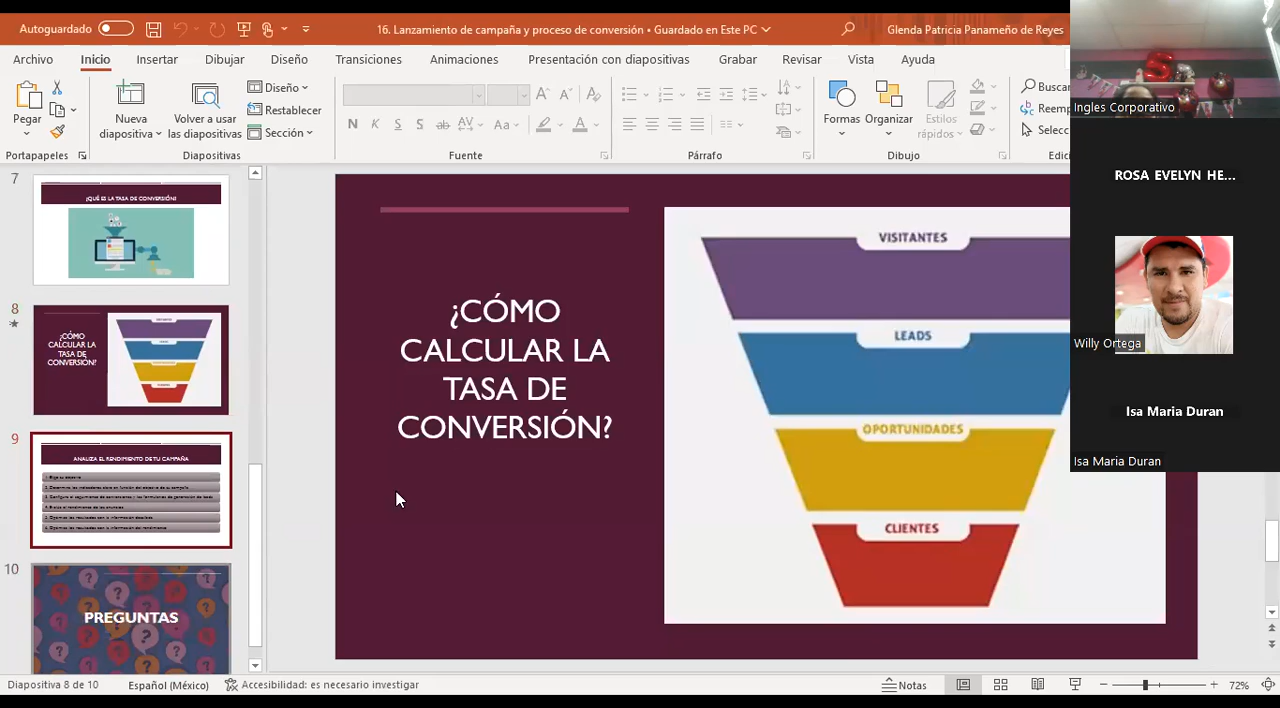 Autoguardado
16. Lanzamiento de campaña y proceso de conversión • Guardado en Este PC
Glenda Patricia Panameño de Reyes
Archivo Inicio Insertar Dibujar Diseño Transiciones Animaciones Presentación con diapositivas Grabar Revisar Vista Ayuda
Pegar
Nueva diapositiva
Volver a usar las diapositivas
Diseño
Restablecer
Sección
N K S S ab AV Aa A
Formas
Organizar
Estilos rápidos
Buscar
Portapapeles
Diapositivas
Fuente
Párrafo
Dibujo
Ingles Corporativo
ROSA EVELYN HE...
Willy Ortega
Isa Maria Duran
Isa Maria Duran
7
¿QUÉ ES LA TASA DE CONVERSIÓN?
8
¿CÓMO
CALCULAR LA
TASA DE
CONVERSIÓN?
9
ANALIZA EL RENDIMIENTO DE TU CAMPAÑA
10
PREGUNTAS
¿CÓMO
CALCULAR LA
TASA DE
CONVERSIÓN?
VISITANTES
LEADS
OPORTUNIDADES
CLIENTES
Diapositiva 8 de 10
Español (México)
Accesibilidad: es necesario investigar
Notas
72%